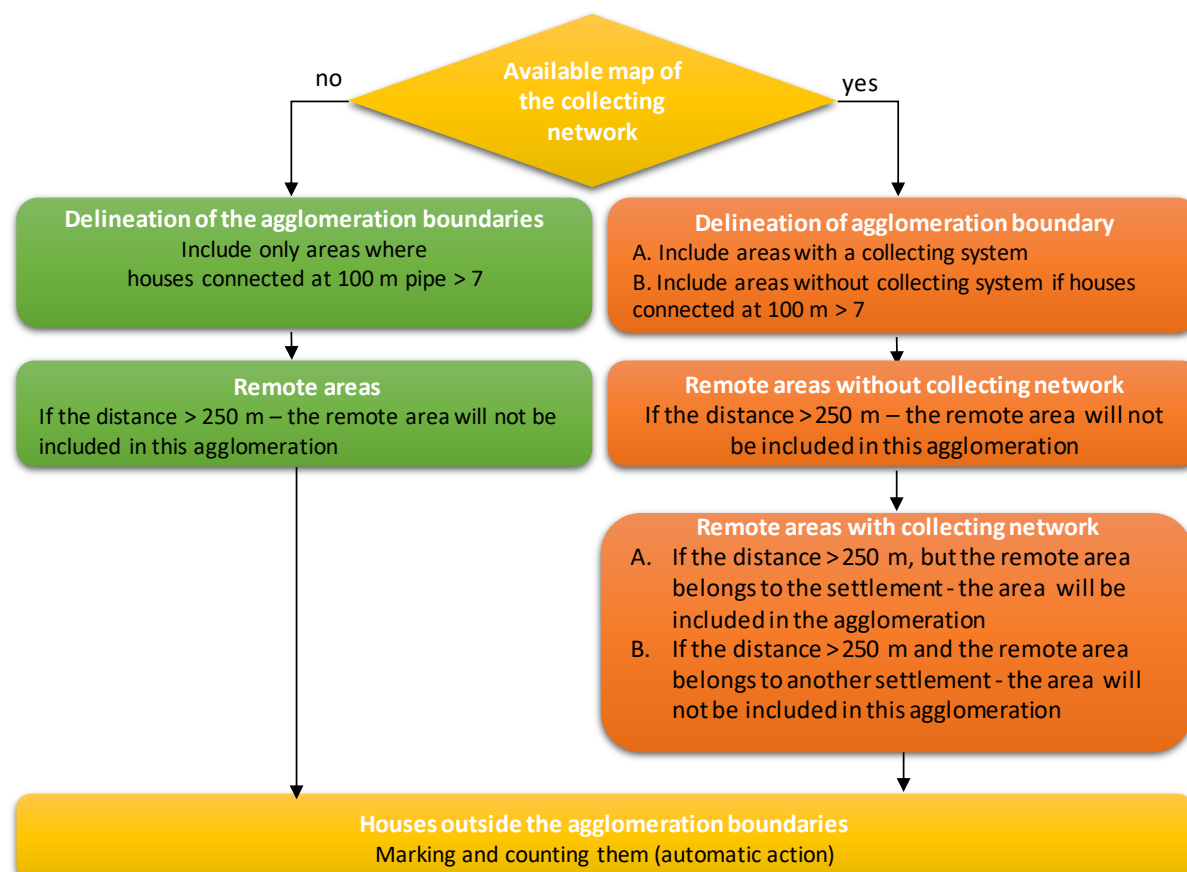 Available map of
the collecting
network
no
yes
Delineation of the agglomeration boundaries
Include only areas where
houses connected at 100 m pipe > 7
Remote areas
If the distance > 250 m – the remote area will not be
included in this agglomeration
Delineation of agglomeration boundary
A. Include areas with a collecting system
B. Include areas without collecting system if houses
connected at 100 m > 7
Remote areas without collecting network
If the distance > 250 m – the remote area will not
be included in this agglomeration
Remote areas with collecting network
A. If the distance > 250 m, but the remote area
belongs to the settlement - the area will be
included in the agglomeration
B. If the distance > 250 m and the remote area
belongs to another settlement - the area will
not be included in this agglomeration
Houses outside the agglomeration boundaries
Marking and counting them (automatic action)